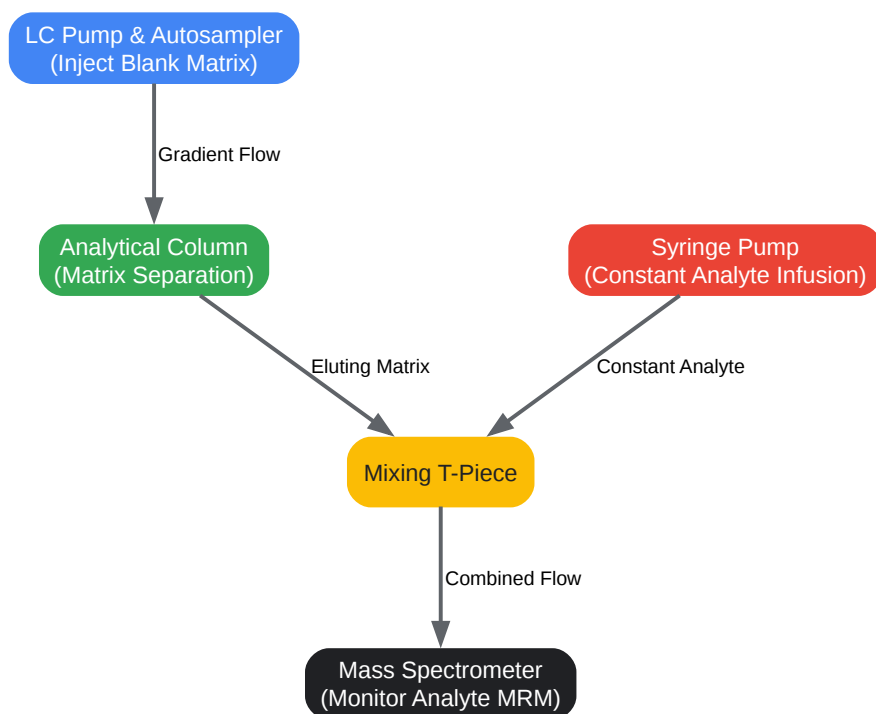 LC Pump & Autosampler
(Inject Blank Matrix)
Gradient Flow
Analytical Column
(Matrix Separation)
Syringe Pump
(Constant Analyte Infusion)
Eluting Matrix
Constant Analyte
Mixing T-Piece
Combined Flow
Mass Spectrometer
(Monitor Analyte MRM)